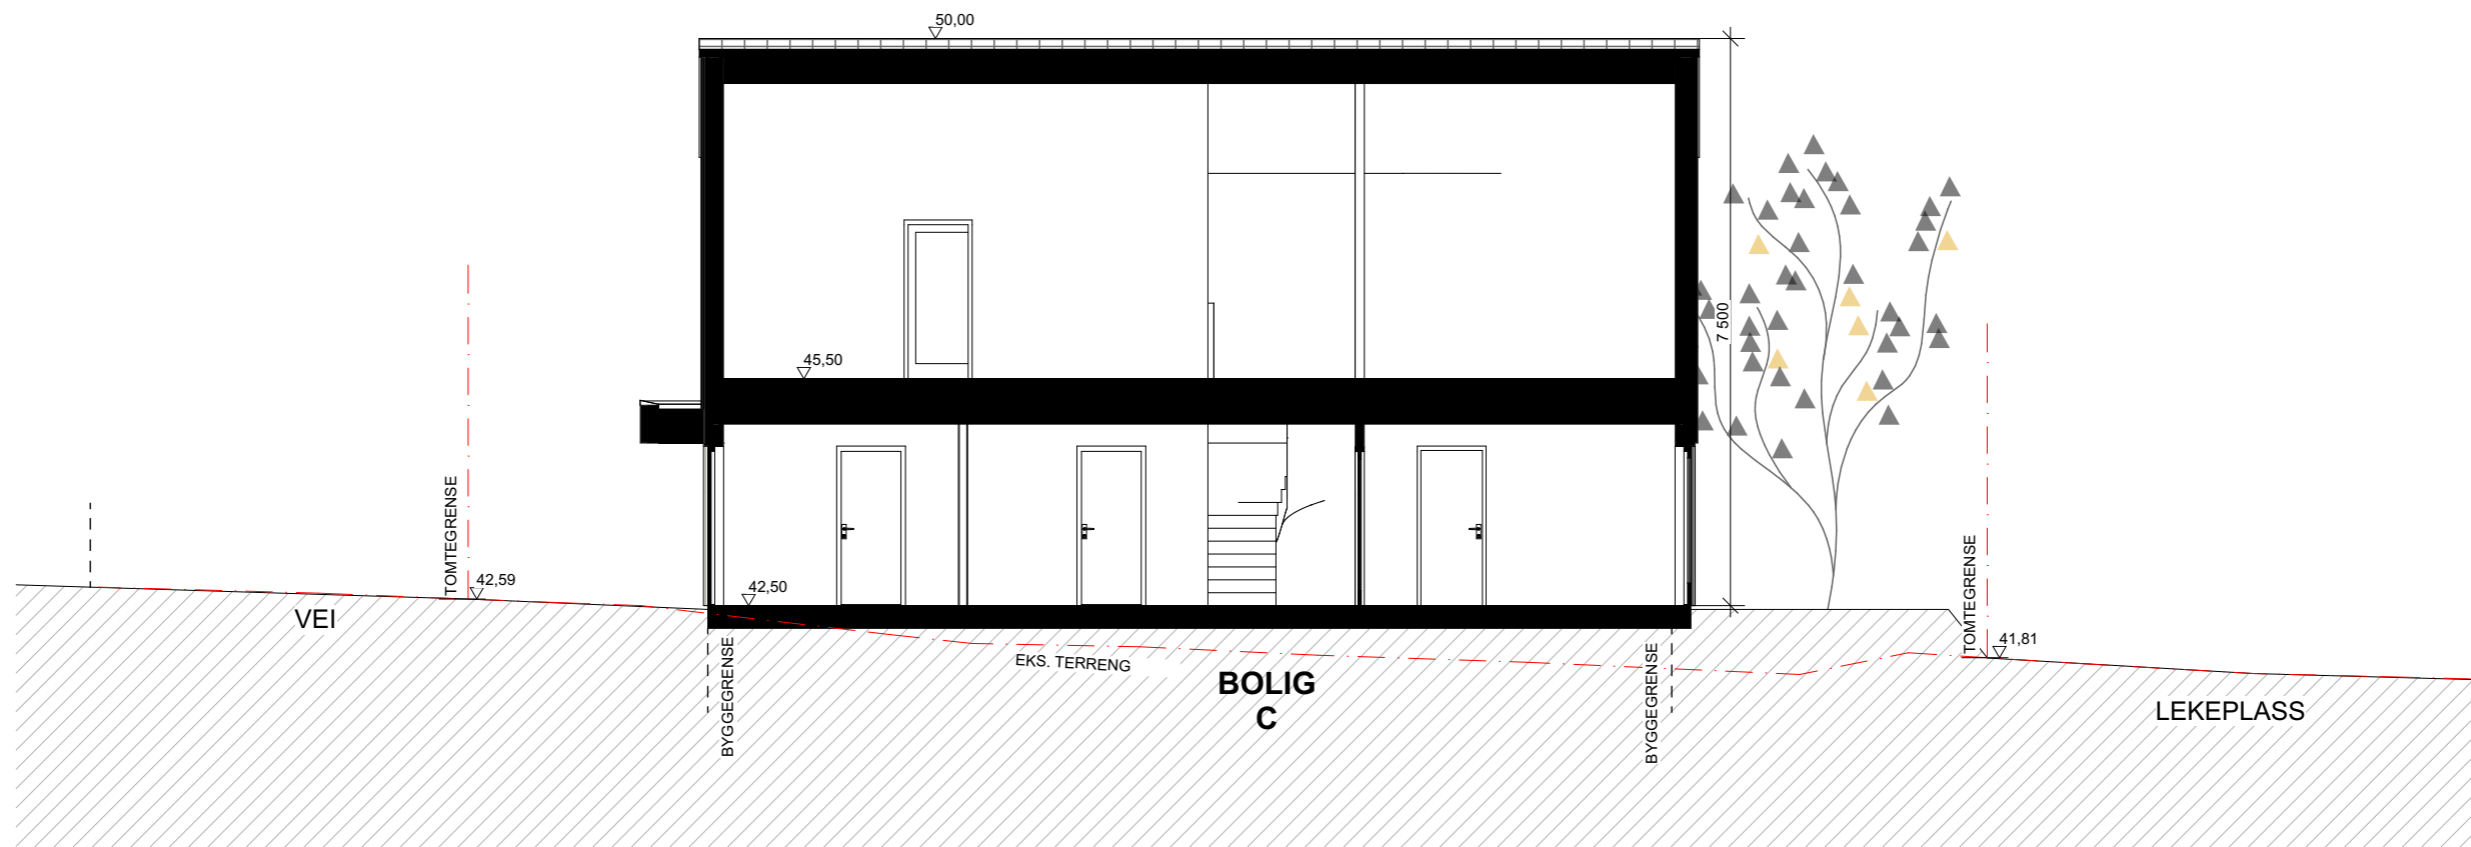 50,00
7 500
45,50
TOMTEGRENSE
42,59
42,50
VEI
TOMTEGRENSE
41,81
BYGGEGRENSE
EKS. TERRENG
BYGGEGRENSE
BOLIG
C
LEKEPLASS